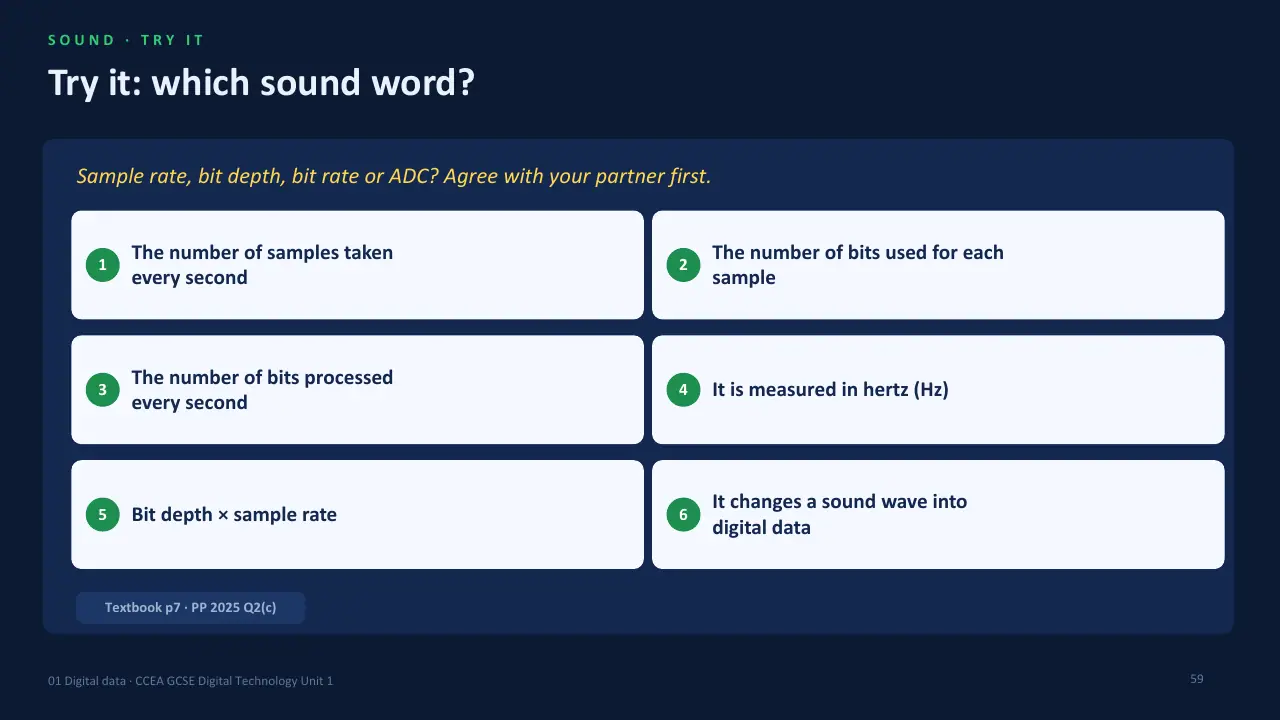 SOUND · TRY IT
Try it: which sound word?
Sample rate, bit depth, bit rate or ADC? Agree with your partner first.
1
The number of samples taken
every second
2
The number of bits used for each
sample
3
The number of bits processed
every second
4
It is measured in hertz (Hz)
5
Bit depth × sample rate
6
It changes a sound wave into
digital data
Textbook p7 · PP 2025 Q2(c)
01 Digital data · CCEA GCSE Digital Technology Unit 1
59